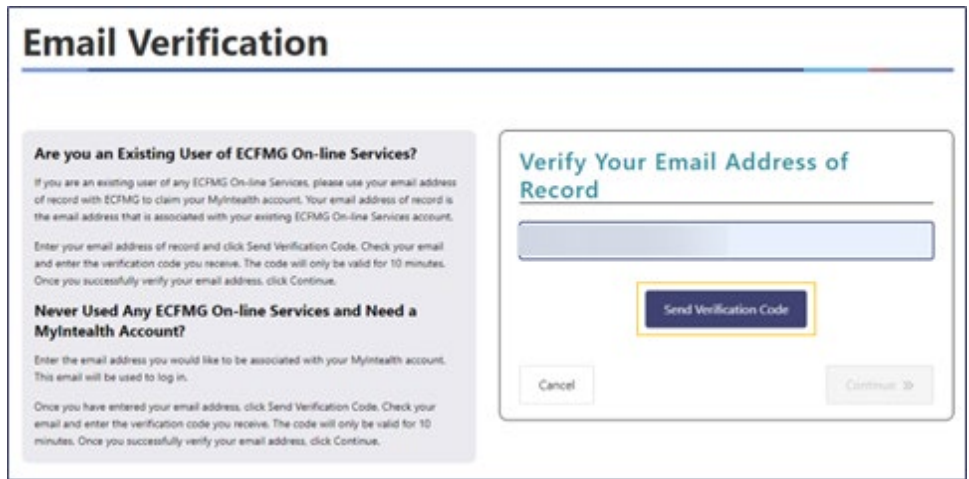 Email Verification
Are you an Existing User of ECFMG On-line Services?
If you are an existing user of any ECFMG On-line Services, please use your email address
of record with ECFMG to claim your MyIntealth account. Your email address of record is
the email address that is associated with your existing ECFMG On-line Services account.
Enter your email address of record and click Send Verification Code. Check your email
and enter the verification code you receive. The code will only be valid for 10 minutes.
Once you successfully verify your email address, click Continue.
Never Used Any ECFMG On-line Services and Need a
MyIntealth Account?
Enter the email address you would like to be associated with your MyIntealth account.
This email will be used to log in.
Once you have entered your email address, click Send Verification Code. Check your
email and enter the verification code you receive. The code will only be valid for 10
minutes. Once you successfully verify your email address, click Continue.
Verify Your Email Address of
Record
Send Verification Code
Cancel
Continue »